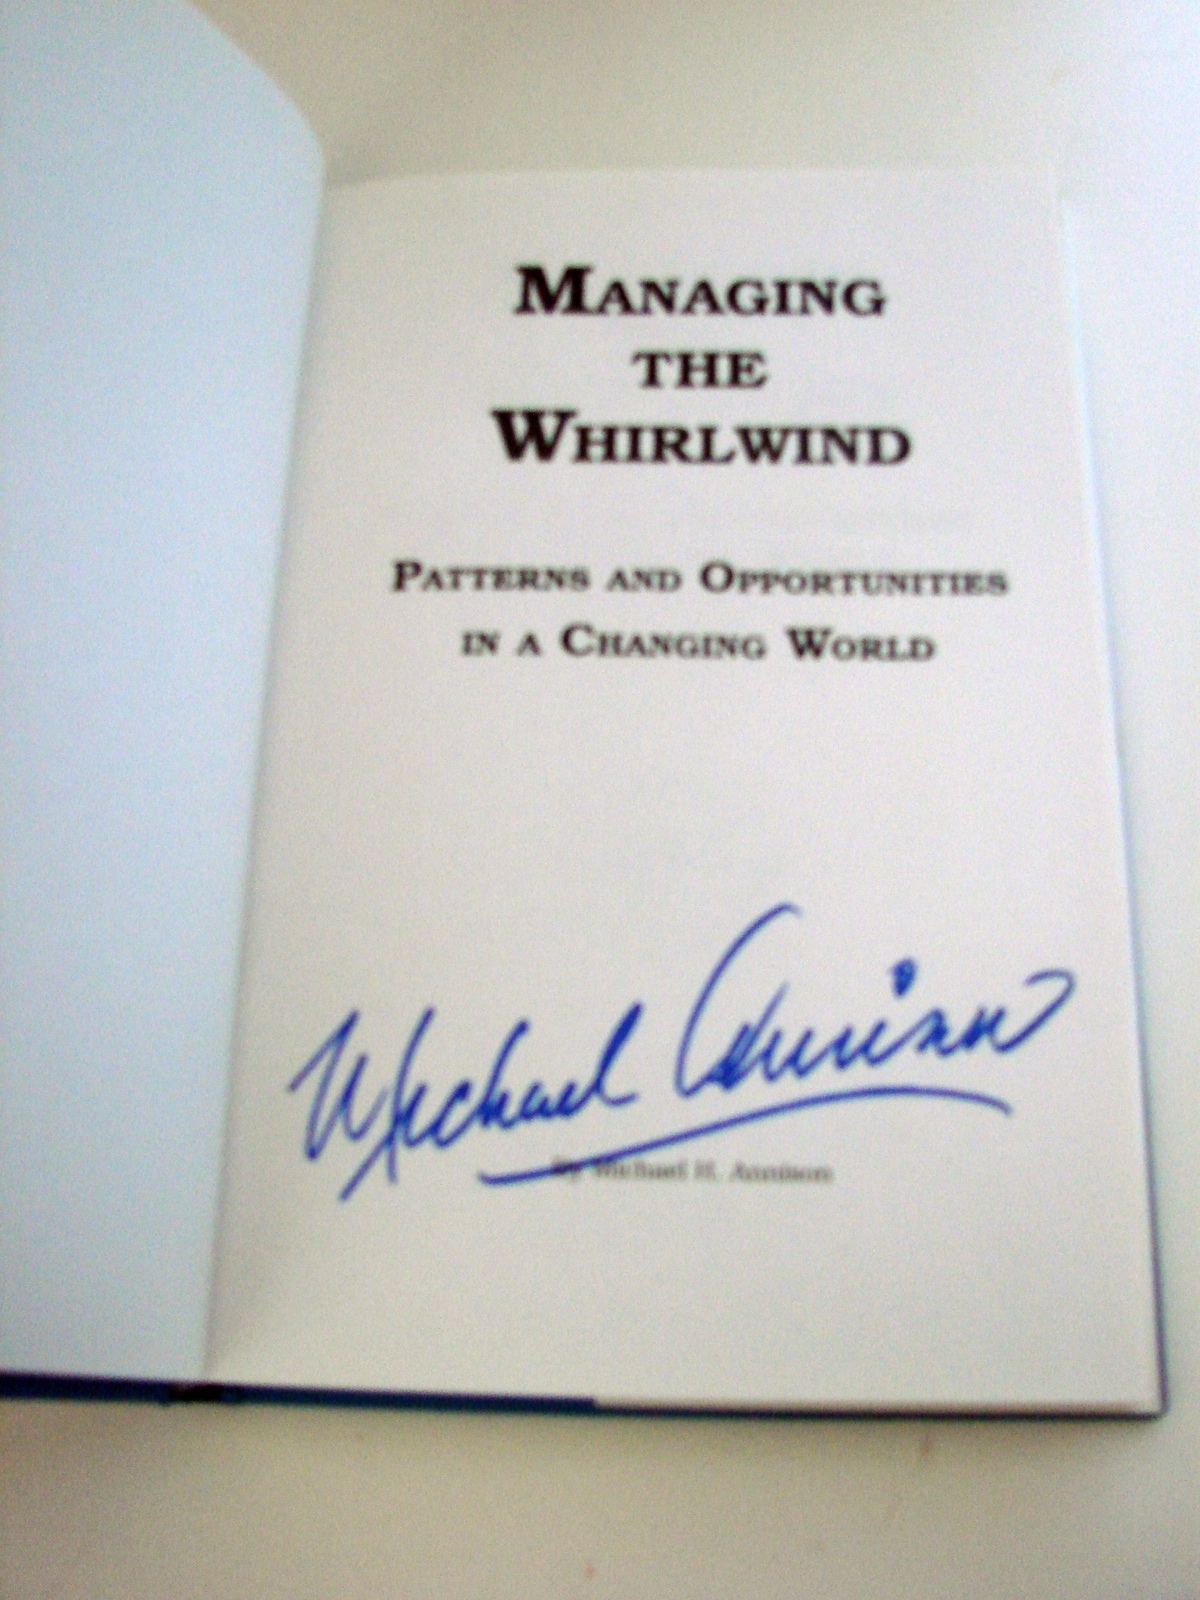 MANAGING
THE
WHIRLWIND
PATTERNS AND OPPORTUNITIES
IN A CHANGING WORLD
Michael Annison
By Michael H. Annison